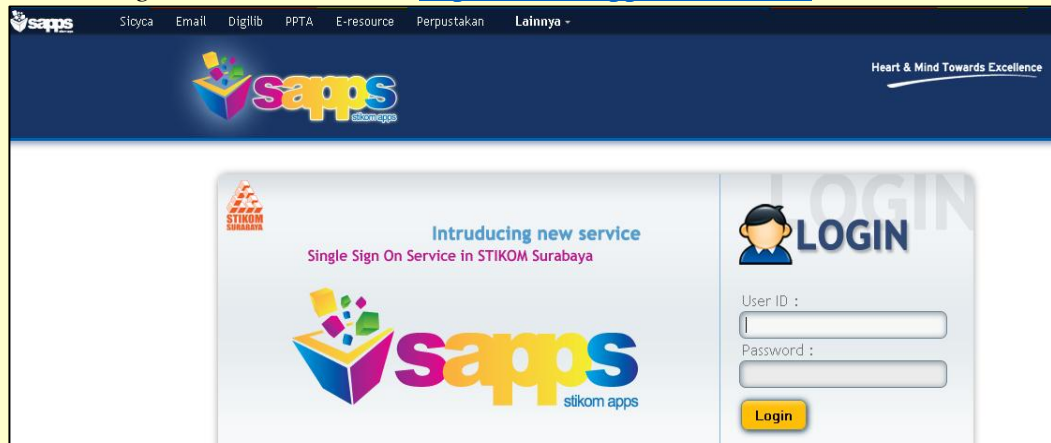 sapps Sicyca Email Digilib PPTA E-resource Perpustakan Lainnya
sapps
stikom apps
Heart & Mind Towards Excellence
STIKOM
SURABAYA
Intruducing new service
Single Sign On Service in STIKOM Surabaya
sapps
stikom apps
LOGIN
LOGIN
User ID :
Password :
Login